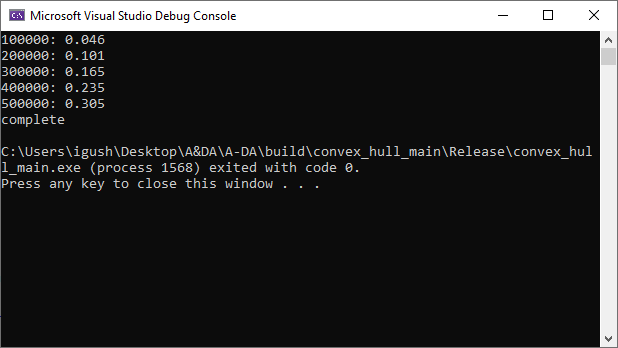 Microsoft Visual Studio Debug Console
100000: 0.046
200000: 0.101
300000: 0.165
400000: 0.235
500000: 0.305
complete
C:\Users\igush\Desktop\A&DA\A-DA\build\convex_hull_main\Release\convex_hul
l_main.exe (process 1568) exited with code 0.
Press any key to close this window . . .